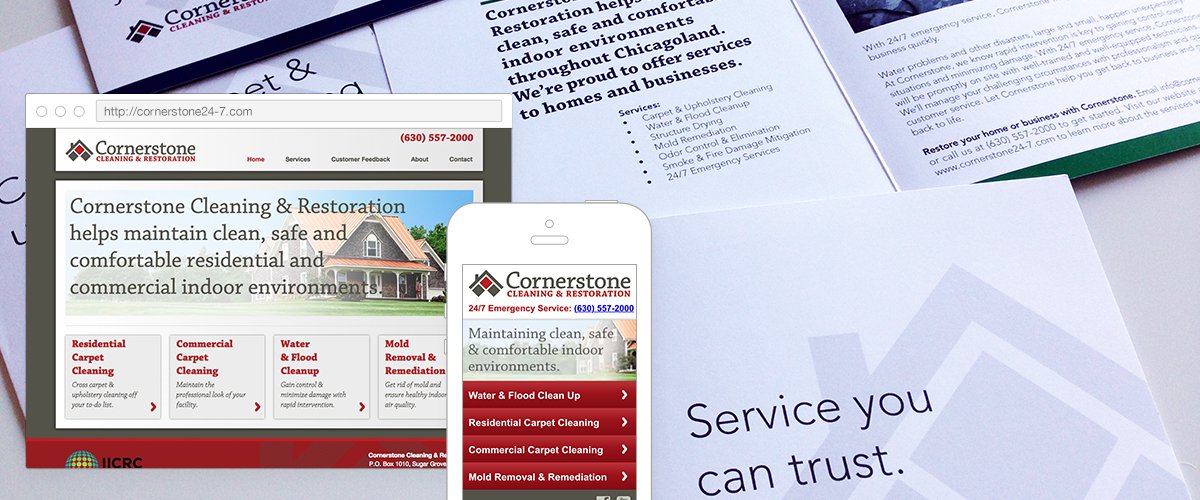 Cornerstone
CLEANING & RESTORATION
Cornerstone
Restoration helps
clean, safe and comfortable
indoor environments
throughout Chicagoland.
We're proud to offer services
to homes and businesses.
Services:
• Carpet & Upholstery Cleaning
• Water & Flood Cleanup
• Structure Drying
• Mold Remediation
• Odor Control & Elimination
• Smoke & Fire Damage Mitigation
• 24/7 Emergency Services
With 24/7 emergency service, Cornerstone
business quickly.
Water problems and other disasters, large and small, happen unexpectedly.
At Cornerstone, we know rapid intervention is key to gaining control over
situations and minimizing damage. With 24/7 emergency service, Cornerstone
will be promptly on site with well-trained and well-equipped technicians.
We'll manage your challenging circumstances with professionalism and
customer service. Let Cornerstone help you get back to business and
back to life.
Restore your home or business with Cornerstone. Email info@
or call us at (630) 557-2000 to get started. Visit our website
www.cornerstone24-7.com to learn more about the services
&
http://cornerstone24-7.com
Cornerstone
CLEANING & RESTORATION
(630) 557-2000
Home Services Customer Feedback About Contact
Cornerstone Cleaning & Restoration
helps maintain clean, safe and
comfortable residential and
commercial indoor environments.
Residential
Carpet
Cleaning
Cross carpet &
upholstery cleaning off
your to-do list.
Commercial
Carpet
Cleaning
Maintain the
professional look of your
facility.
Water
& Flood
Cleanup
Gain control &
minimize damage with
rapid intervention.
Mold
Removal &
Remediation
Get rid of mold and
ensure healthy indoor
air quality.
IICRC
Cornerstone Cleaning & Re
P.O. Box 1010, Sugar Grove
Cornerstone
CLEANING & RESTORATION
24/7 Emergency Service: (630) 557-2000
Maintaining clean, safe
& comfortable indoor
environments.
Water & Flood Clean Up
Residential Carpet Cleaning
Commercial Carpet Cleaning
Mold Removal & Remediation
Service you
can trust.